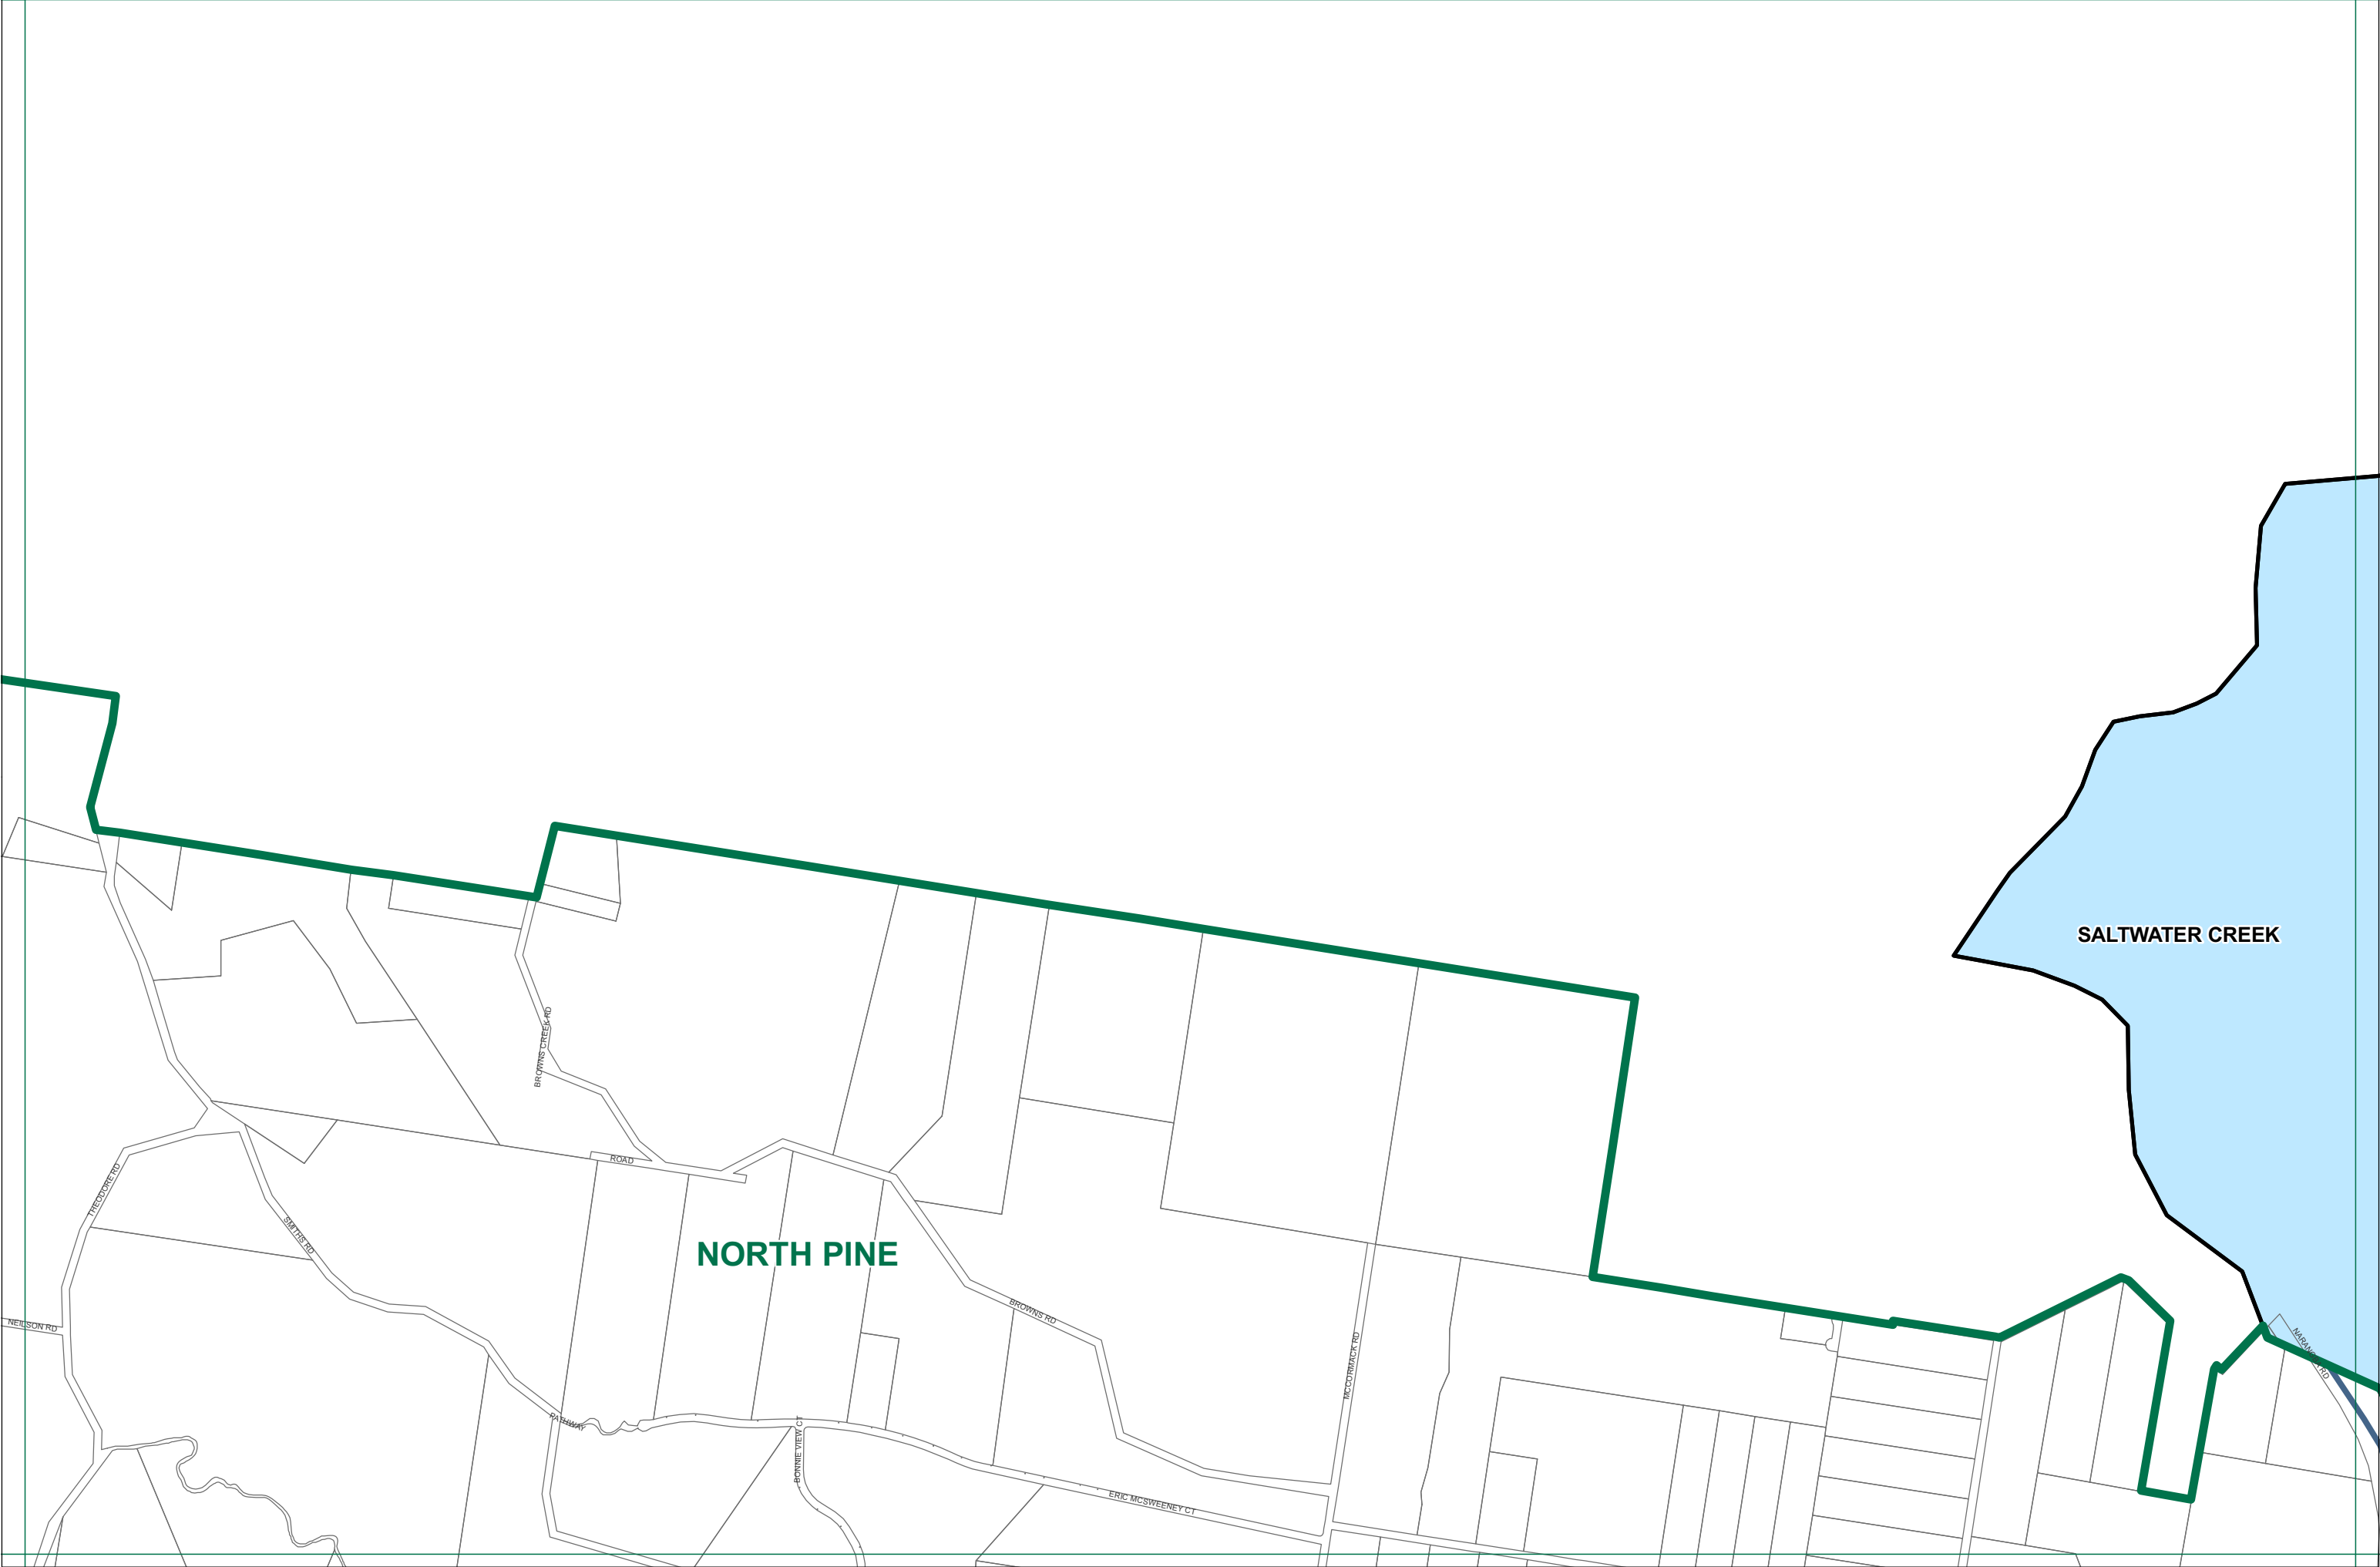 SALTWATER CREEK
BROWNS CREEK RD
ROAD
THEODORE RD
SMITHS RD
NORTH PINE
BROWNS RD
NEILSON RD
MCCORMACK RD
PATHWAY
BONNIE VIEW CT
ERIC MCSWEENEY CT